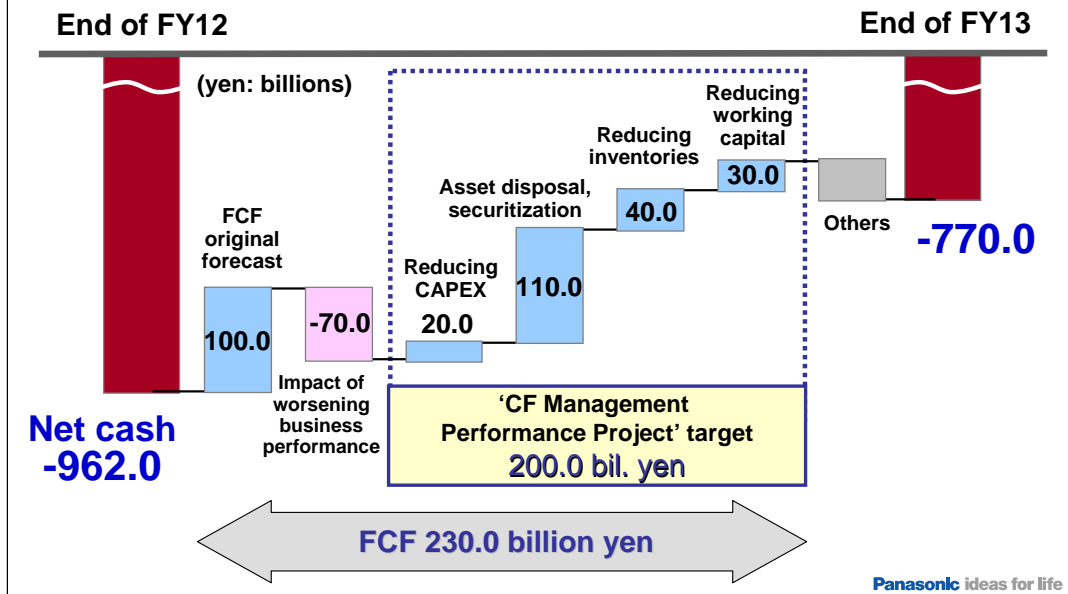 End of FY12
End of FY13
(yen: billions)
Reducing
working
capital
Reducing
inventories
30.0
Asset disposal,
securitization
40.0
Others
-770.0
FCF
original
forecast
Reducing
CAPEX
110.0
100.0
-70.0
20.0
Impact of
worsening
business
performance
Net cash
-962.0
‘CF Management
Performance Project’ target
200.0 bil. yen
FCF 230.0 billion yen
Panasonic ideas for life